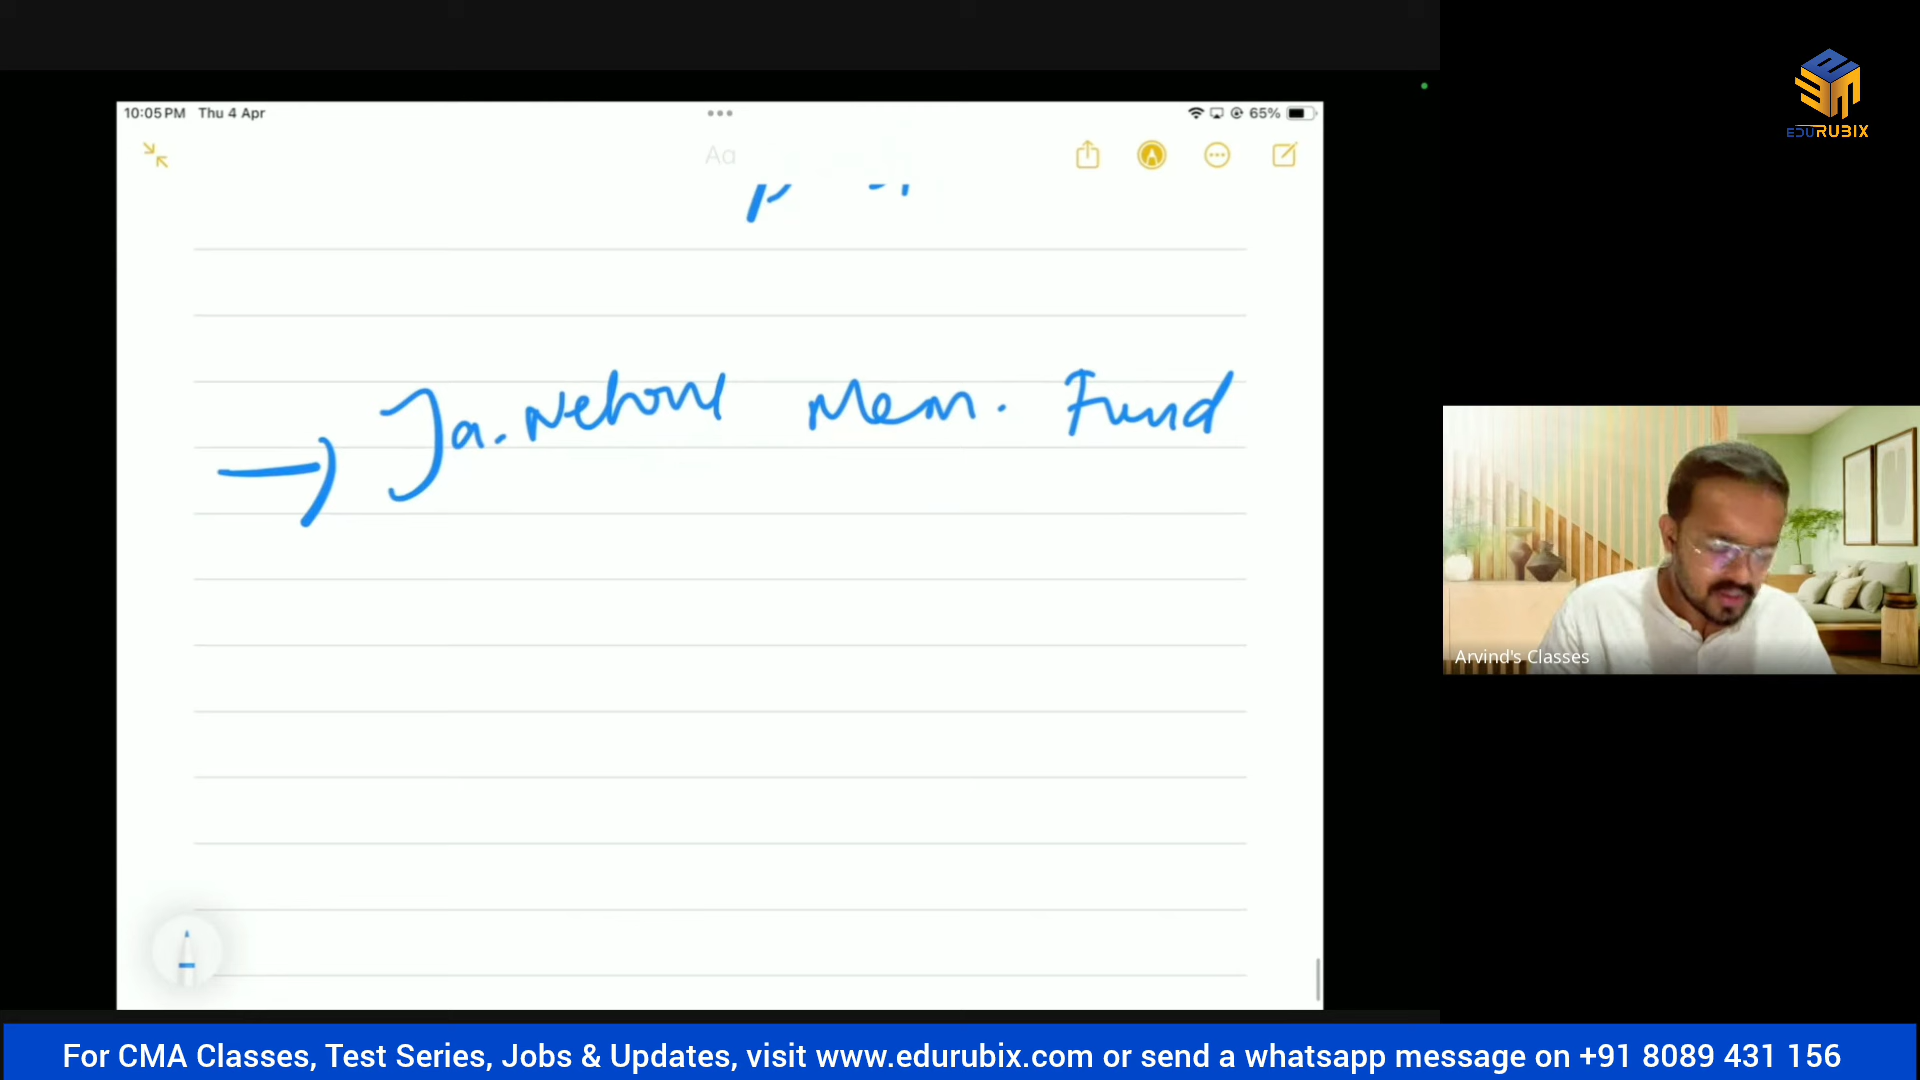 EDURUBIX
10:05 PM Thu 4 Apr
65%
Aa
→ Ja. Nehrul Mem. Fund
Arvind's Classes
For CMA Classes, Test Series, Jobs & Updates, visit www.edurubix.com or send a whatsapp message on +91 8089 431 156